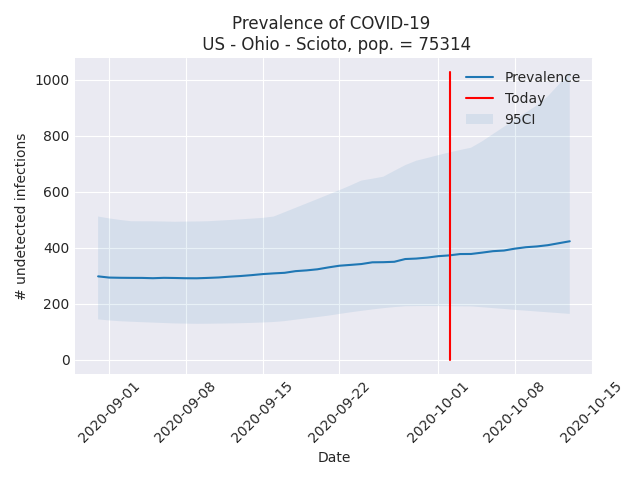 Prevalence of COVID-19
US - Ohio - Scioto, pop. = 75314
Prevalence
Today
95CI
# undetected infections
1000
800
600
400
200
0
2020-09-01
2020-09-08
2020-09-15
2020-09-22
2020-10-01
2020-10-08
2020-10-15
Date